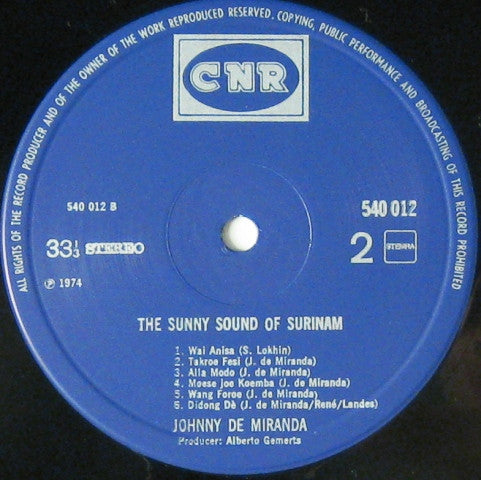 ALL RIGHTS OF THE RECORD PRODUCER AND OF THE OWNER OF THE WORK REPRODUCED RESERVED. COPYING, PUBLIC PERFORMANCE AND BROADCASTING OF THIS RECORD PROHIBITED
CNR
540 012 B
540 012
33 1/3 STEREO
2 STEMRA
℗ 1974
THE SUNNY SOUND OF SURINAM
1. Wai Anisa (S. Lokhin)
2. Takroe Fesi (J. de Miranda)
3. Alla Modo (J. de Miranda)
4. Moese joe Koemba (J. de Miranda)
5. Wang Foroe (J. de Miranda)
6. Didong Dè (J. de Miranda/René/Landes)
JOHNNY DE MIRANDA
Producer: Alberto Gemerts